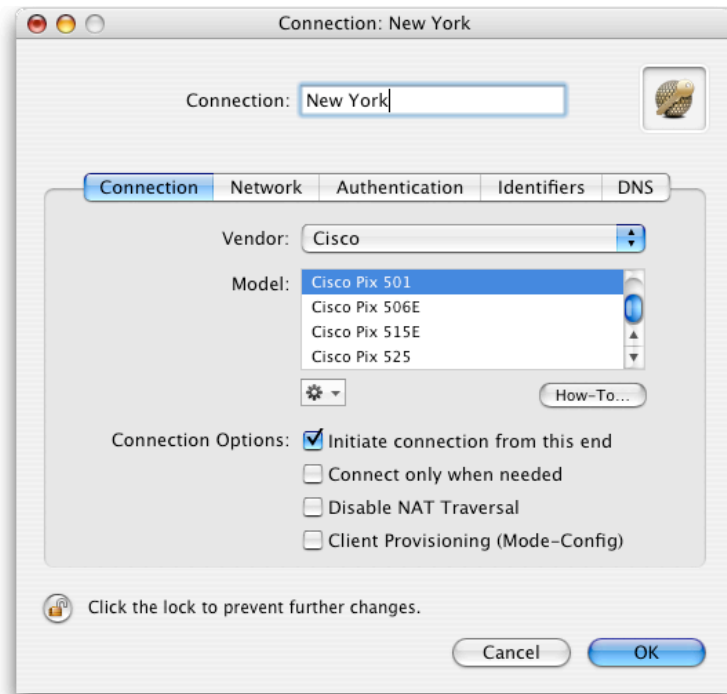 Connection: New York
Connection: New York
Connection Network Authentication Identifiers DNS
Vendor: Cisco
Model: Cisco Pix 501
Cisco Pix 506E
Cisco Pix 515E
Cisco Pix 525
How-To...
Connection Options: Initiate connection from this end
Connect only when needed
Disable NAT Traversal
Client Provisioning (Mode-Config)
Click the lock to prevent further changes.
Cancel OK